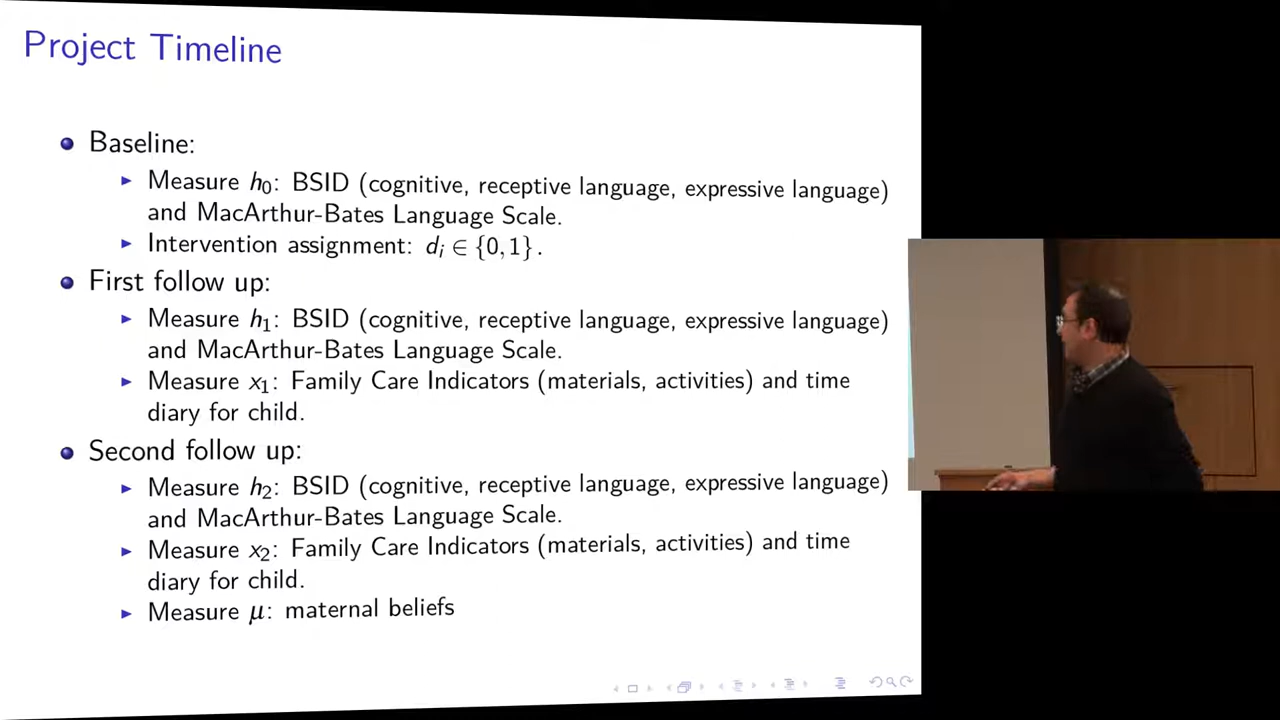 Project Timeline
Baseline:
Measure h₀: BSID (cognitive, receptive language, expressive language)
and MacArthur-Bates Language Scale.
Intervention assignment: dᵢ ∈ {0,1}.
First follow up:
Measure h₁: BSID (cognitive, receptive language, expressive language)
and MacArthur-Bates Language Scale.
Measure x₁: Family Care Indicators (materials, activities) and time
diary for child.
Second follow up:
Measure h₂: BSID (cognitive, receptive language, expressive language)
and MacArthur-Bates Language Scale.
Measure x₂: Family Care Indicators (materials, activities) and time
diary for child.
Measure μ: maternal beliefs